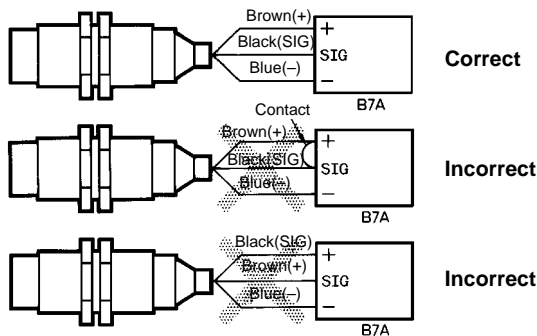 Brown(+)
+
Black(SIG)
SIG
Correct
Blue(–)
–
B7A
Contact
Brown(+)
+
Black(SIG)
SIG
Incorrect
Blue(–)
–
B7A
Black(SIG)
+
Brown(+)
SIG
Incorrect
Blue(–)
–
B7A